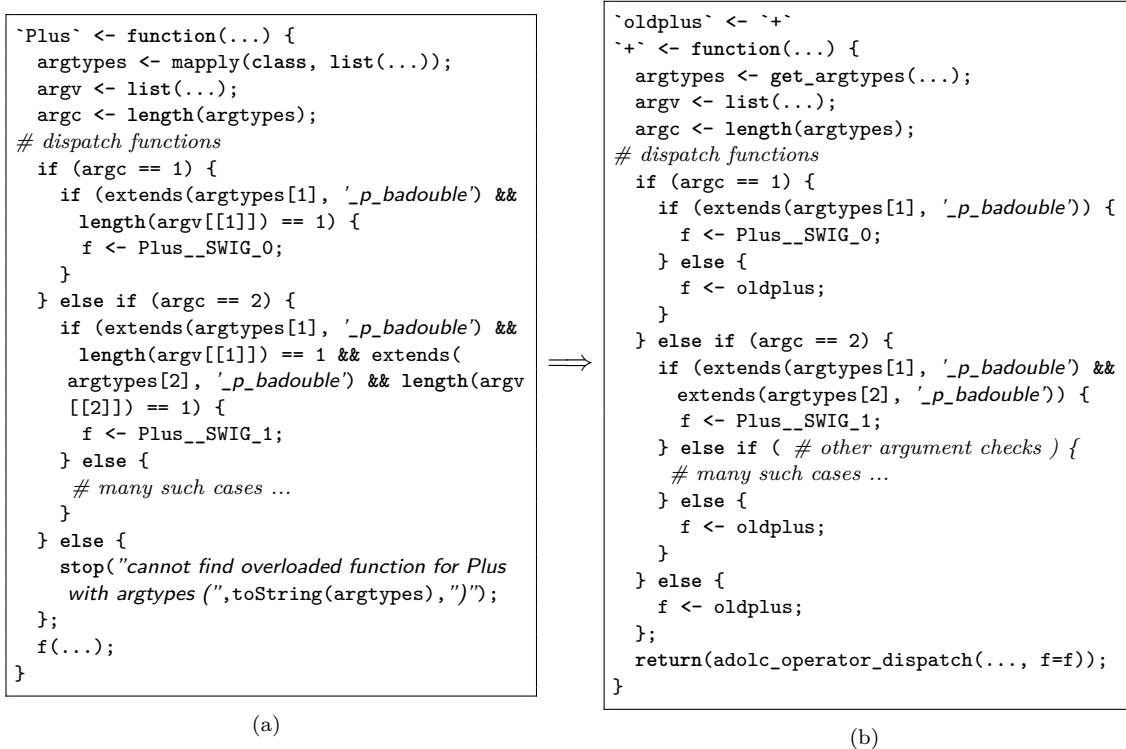 `Plus` <- function(...) {
  argtypes <- mapply(class, list(...));
  argv <- list(...);
  argc <- length(argtypes);
# dispatch functions
  if (argc == 1) {
    if (extends(argtypes[1], '_p_badouble') &&
      length(argv[[1]]) == 1) {
      f <- Plus__SWIG_0;
    }
  } else if (argc == 2) {
    if (extends(argtypes[1], '_p_badouble') &&
      length(argv[[1]]) == 1 && extends(
     argtypes[2], '_p_badouble') && length(argv
     [[2]]) == 1) {
      f <- Plus__SWIG_1;
    } else {
     # many such cases ...
    }
  } else {
    stop("cannot find overloaded function for Plus
     with argtypes (",toString(argtypes),")");
  };
  f(...);
}
(a)
⟹
`oldplus` <- `+`
`+` <- function(...) {
  argtypes <- get_argtypes(...);
  argv <- list(...);
  argc <- length(argtypes);
# dispatch functions
  if (argc == 1) {
    if (extends(argtypes[1], '_p_badouble')) {
      f <- Plus__SWIG_0;
    } else {
      f <- oldplus;
    }
  } else if (argc == 2) {
    if (extends(argtypes[1], '_p_badouble') &&
      extends(argtypes[2], '_p_badouble')) {
      f <- Plus__SWIG_1;
    } else if ( # other argument checks ) {
     # many such cases ...
    } else {
      f <- oldplus;
    }
  } else {
    f <- oldplus;
  };
  return(adolc_operator_dispatch(..., f=f));
}
(b)